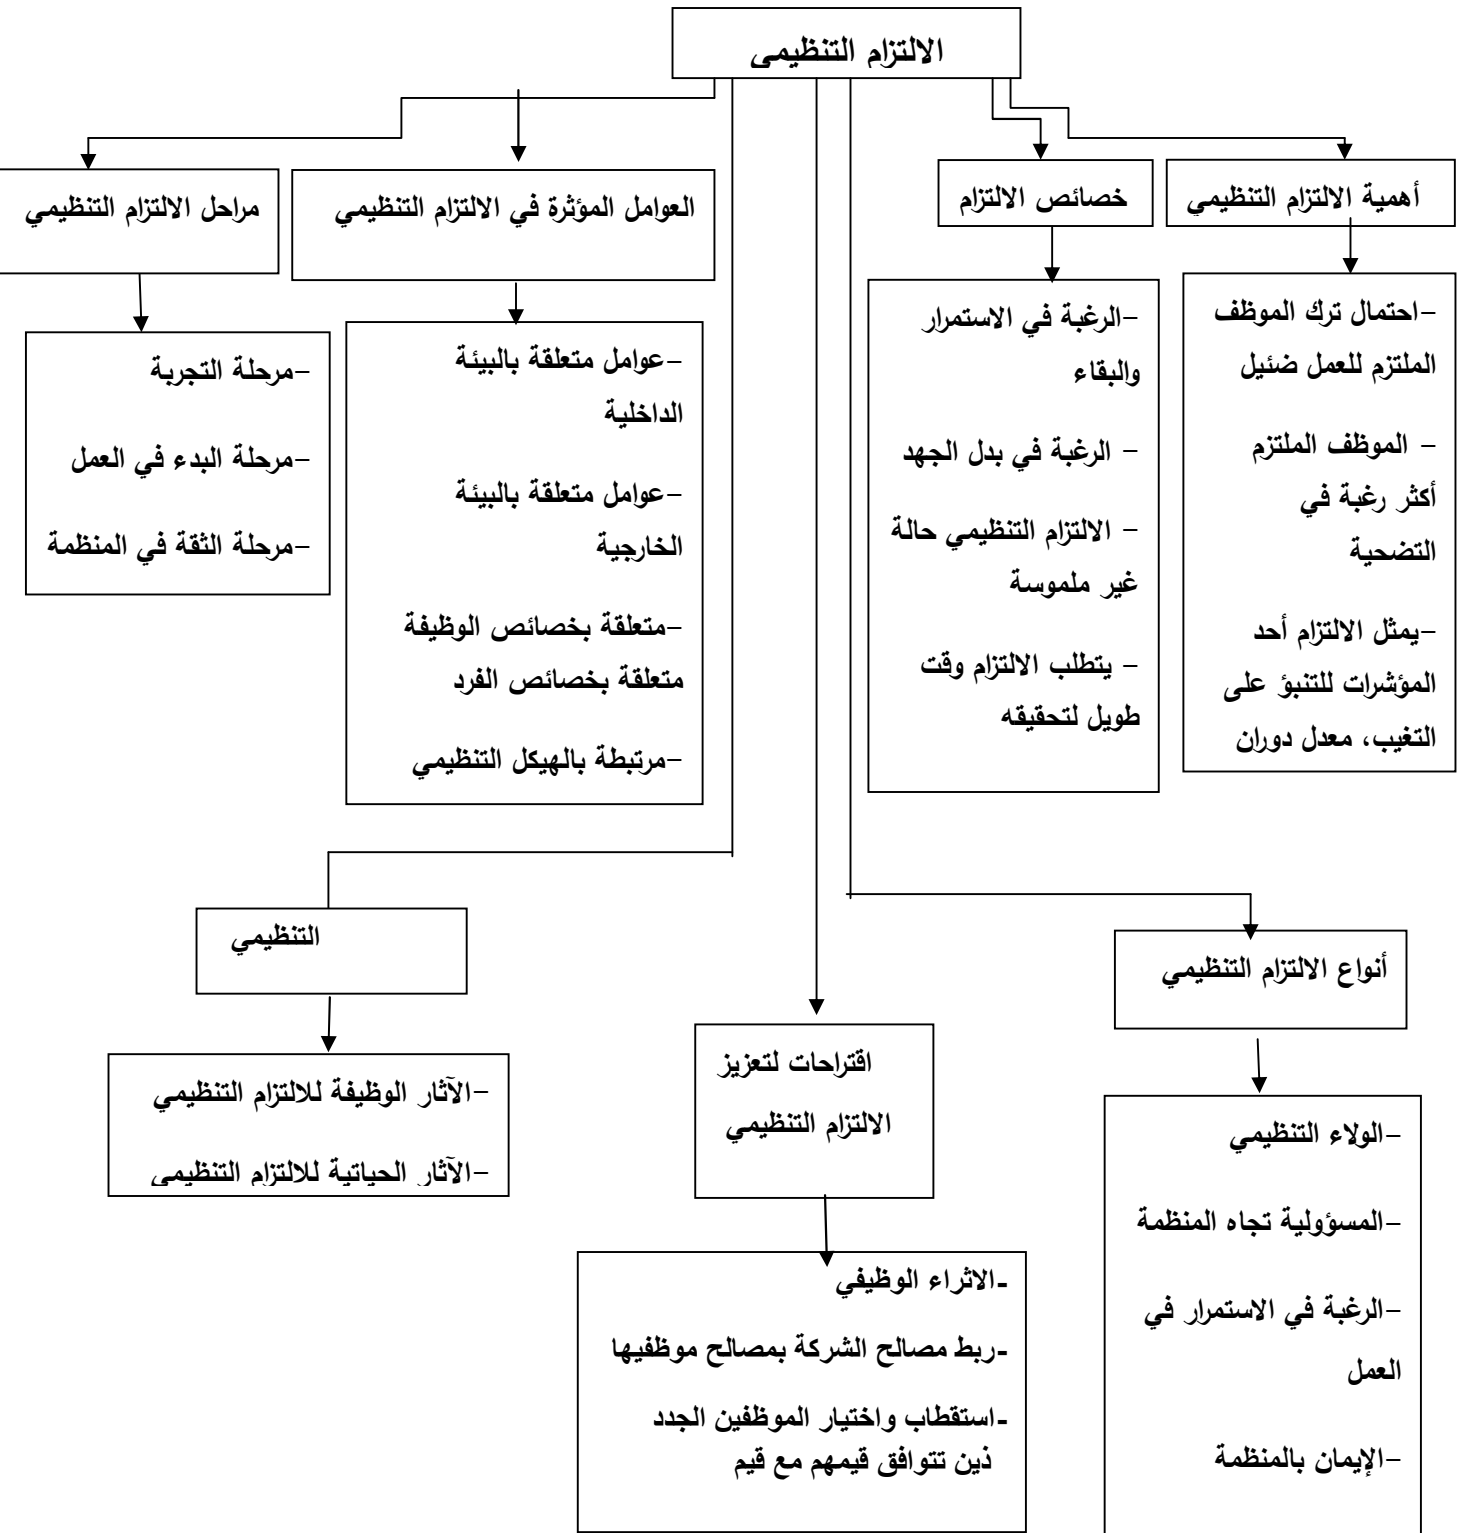 الالتزام التنظيمي
أهمية الالتزام التنظيمي
-احتمال ترك الموظف
الملتزم للعمل ضئيل
- الموظف الملتزم
أكثر رغبة في
التضحية
-يمثل الالتزام أحد
المؤشرات للتنبؤ على
التغيب، معدل دوران
خصائص الالتزام
-الرغبة في الاستمرار
والبقاء
- الرغبة في بدل الجهد
- الالتزام التنظيمي حالة
غير ملموسة
- يتطلب الالتزام وقت
طويل لتحقيقه
العوامل المؤثرة في الالتزام التنظيمي
-عوامل متعلقة بالبيئة
الداخلية
-عوامل متعلقة بالبيئة
الخارجية
-متعلقة بخصائص الوظيفة
متعلقة بخصائص الفرد
-مرتبطة بالهيكل التنظيمي
مراحل الالتزام التنظيمي
-مرحلة التجربة
-مرحلة البدء في العمل
-مرحلة الثقة في المنظمة
أنواع الالتزام التنظيمي
-الولاء التنظيمي
-المسؤولية تجاه المنظمة
-الرغبة في الاستمرار في
العمل
-الإيمان بالمنظمة
اقتراحات لتعزيز
الالتزام التنظيمي
-الاثراء الوظيفي
-ربط مصالح الشركة بمصالح موظفيها
-استقطاب واختيار الموظفين الجدد
ذين تتوافق قيمهم مع قيم
التنظيمي
-الآثار الوظيفة للالتزام التنظيمي
-الآثار الحياتية للالتزام التنظيمي